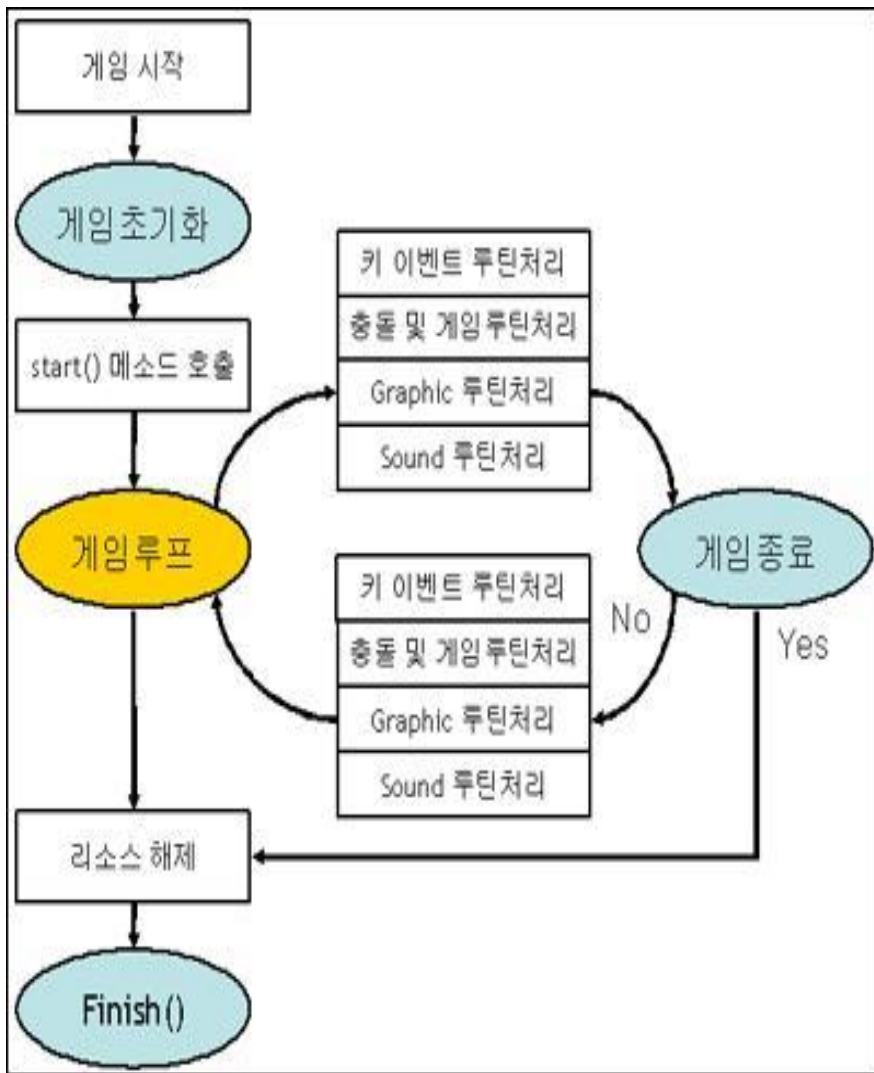 게임 시작
게임초기화
start() 메소드 호출
게임루프
키 이벤트 루틴처리
충돌 및 게임루틴처리
Graphic 루틴처리
Sound 루틴처리
게임종료
No
Yes
키 이벤트 루틴처리
충돌 및 게임루틴처리
Graphic 루틴처리
Sound 루틴처리
리소스 해제
Finish()